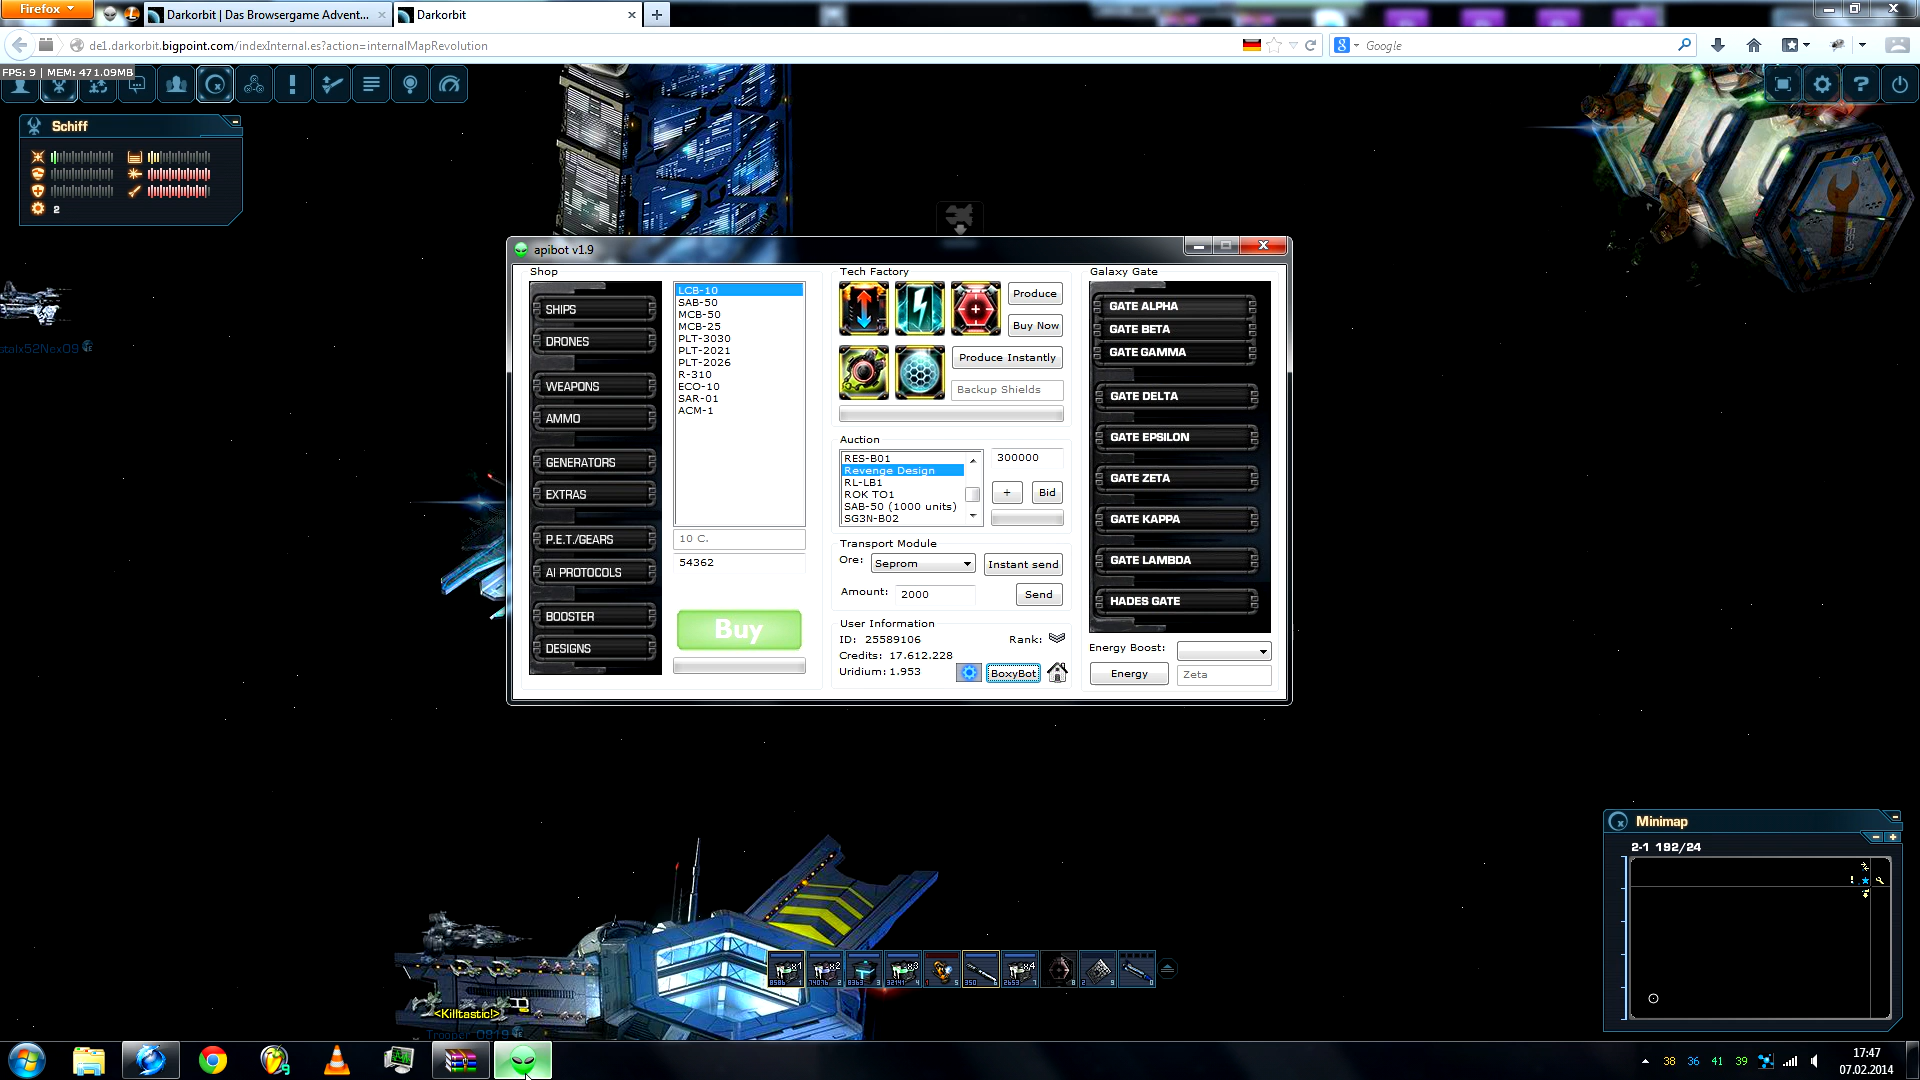 Firefox
Darkorbit | Das Browsergame Advent...
Darkorbit
de1.darkorbit.bigpoint.com/indexInternal.es?action=internalMapRevolution
Google
FPS: 9 | MEM: 471.09MB
Schiff
2
apibot v1.9
Shop
SHIPS
DRONES
WEAPONS
AMMO
GENERATORS
EXTRAS
P.E.T./GEARS
AI PROTOCOLS
BOOSTER
DESIGNS
LCB-10
SAB-50
MCB-50
MCB-25
PLT-3030
PLT-2021
PLT-2026
R-310
ECO-10
SAR-01
ACM-1
10 C.
54362
Buy
Tech Factory
Produce
Buy Now
Produce Instantly
Backup Shields
Auction
RES-B01
Revenge Design
RL-LB1
ROK TO1
SAB-50 (1000 units)
SG3N-B02
300000
+
Bid
Transport Module
Ore:
Seprom
Instant send
Amount:
2000
Send
User Information
ID: 25589106
Rank:
Credits: 17.612.228
Uridium: 1.953
BoxyBot
Galaxy Gate
GATE ALPHA
GATE BETA
GATE GAMMA
GATE DELTA
GATE EPSILON
GATE ZETA
GATE KAPPA
GATE LAMBDA
HADES GATE
Energy Boost:
Energy
Zeta
Minimap
2-1 192/24
x1
x2
x3
x4
<Killtastic!>
38 36 41 39
17:47
07.02.2014